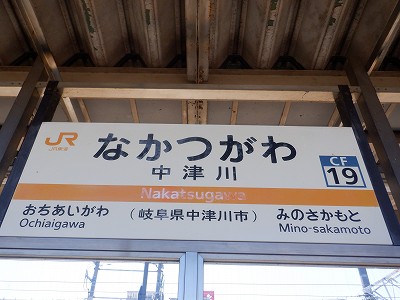 JR
JR東海
なかつがわ
中津川
CF
19
Nakatsugawa
おちあいがわ
Ochiaigawa
（岐阜県中津川市）
みのさかもと
Mino-sakamoto